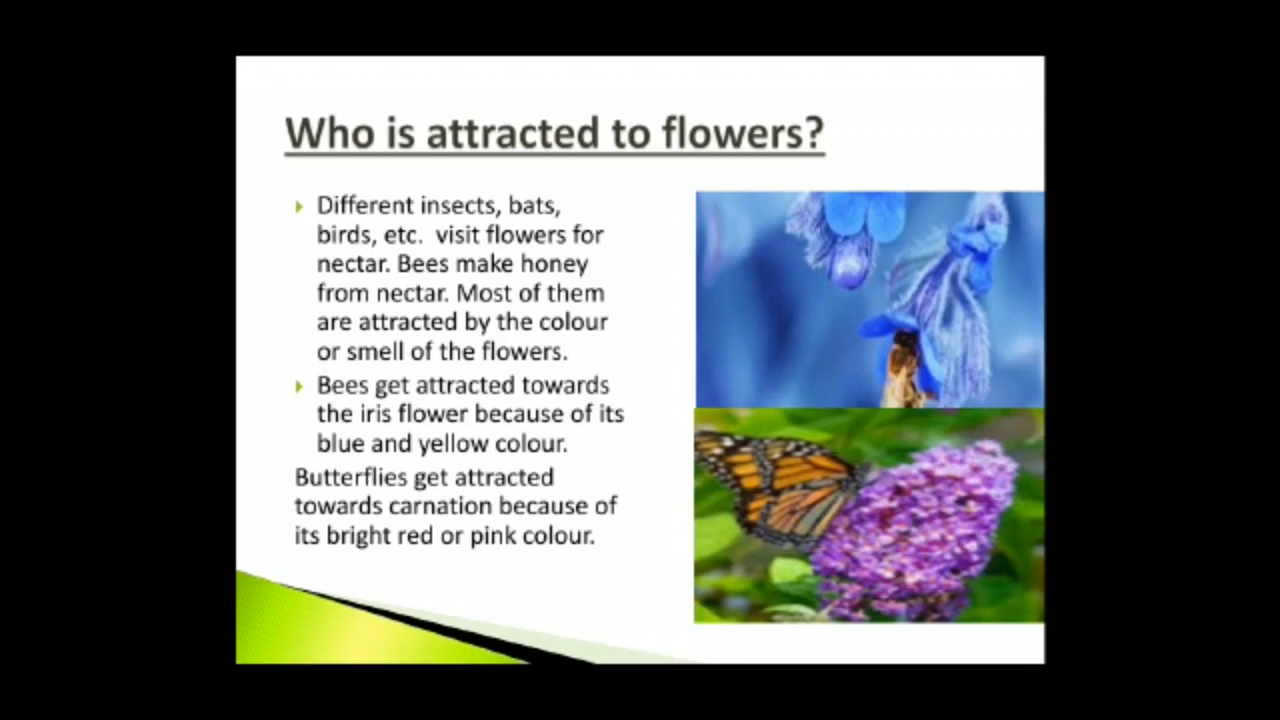 Who is attracted to flowers?
Different insects, bats,
birds, etc.  visit flowers for
nectar. Bees make honey
from nectar. Most of them
are attracted by the colour
or smell of the flowers.
Bees get attracted towards
the iris flower because of its
blue and yellow colour.
Butterflies get attracted
towards carnation because of
its bright red or pink colour.